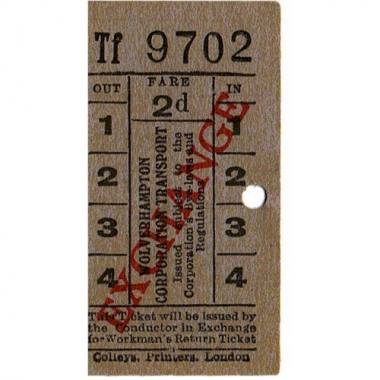 Tf 9702
OUT
FARE
2d
IN
1
2
3
4
1
2
3
4
WOLVERHAMPTON
CORPORATION TRANSPORT
Issued subject to the
Corporation's Bye-laws and
Regulations
EXCHANGE
This Ticket will be issued by
the Conductor in Exchange
for Workman's Return Ticket
Colleys, Printers, London